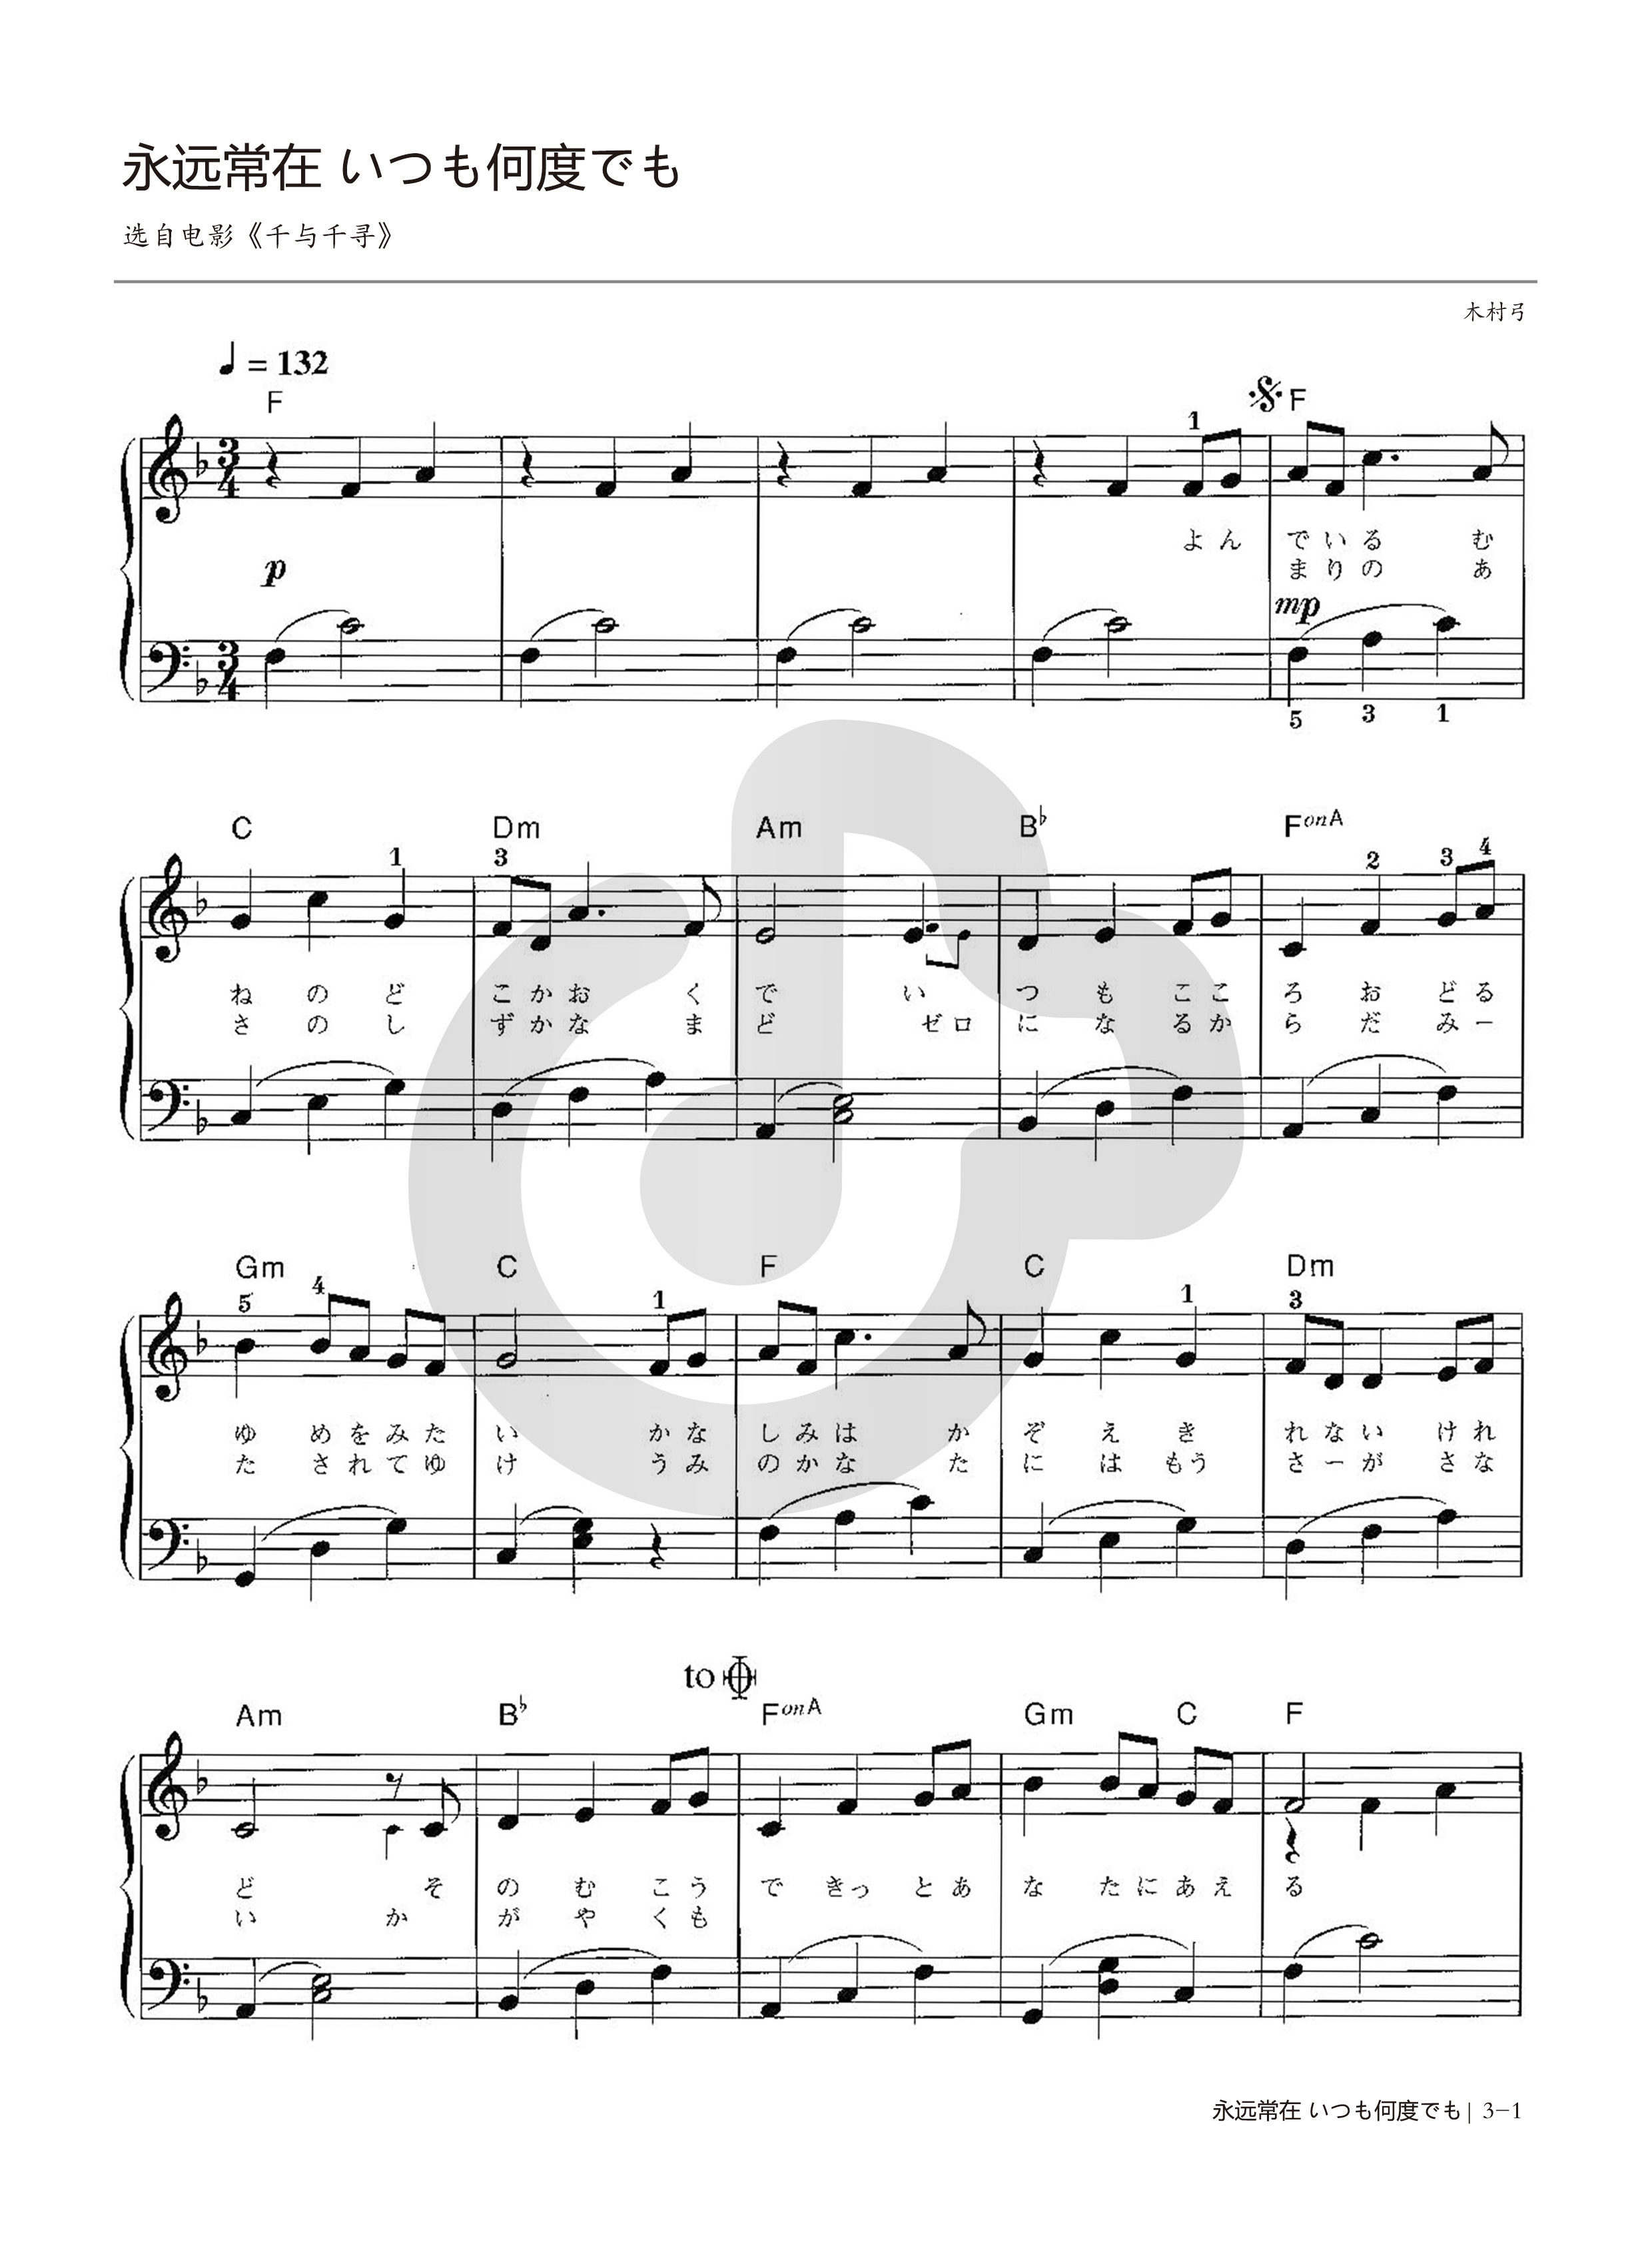 永远常在 いつも何度でも
选自电影《千与千寻》
木村弓
♩= 132
F F
1
3 4
よん でいる む
まりの あ
p mp
3 4
5 3 1
C Dm Am B♭ FonA
1 3 2 3 4
ね の ど こかお く で い つ も ここ ろ お どる
さ の し ずかな ま ど ゼロ に な るか ら だ みー
Gm C F C Dm
5 4 1 1 3
ゆ めをみた い かな しみは か ぞ え き れない けれ
た されてゆ け うみ のかな た に は もう さーが さな
to
Am B♭ FonA Gm C F
ど そ の む こう で きっ とあ な たにあえ る
い か が や くも
永远常在 いつも何度でも | 3-1